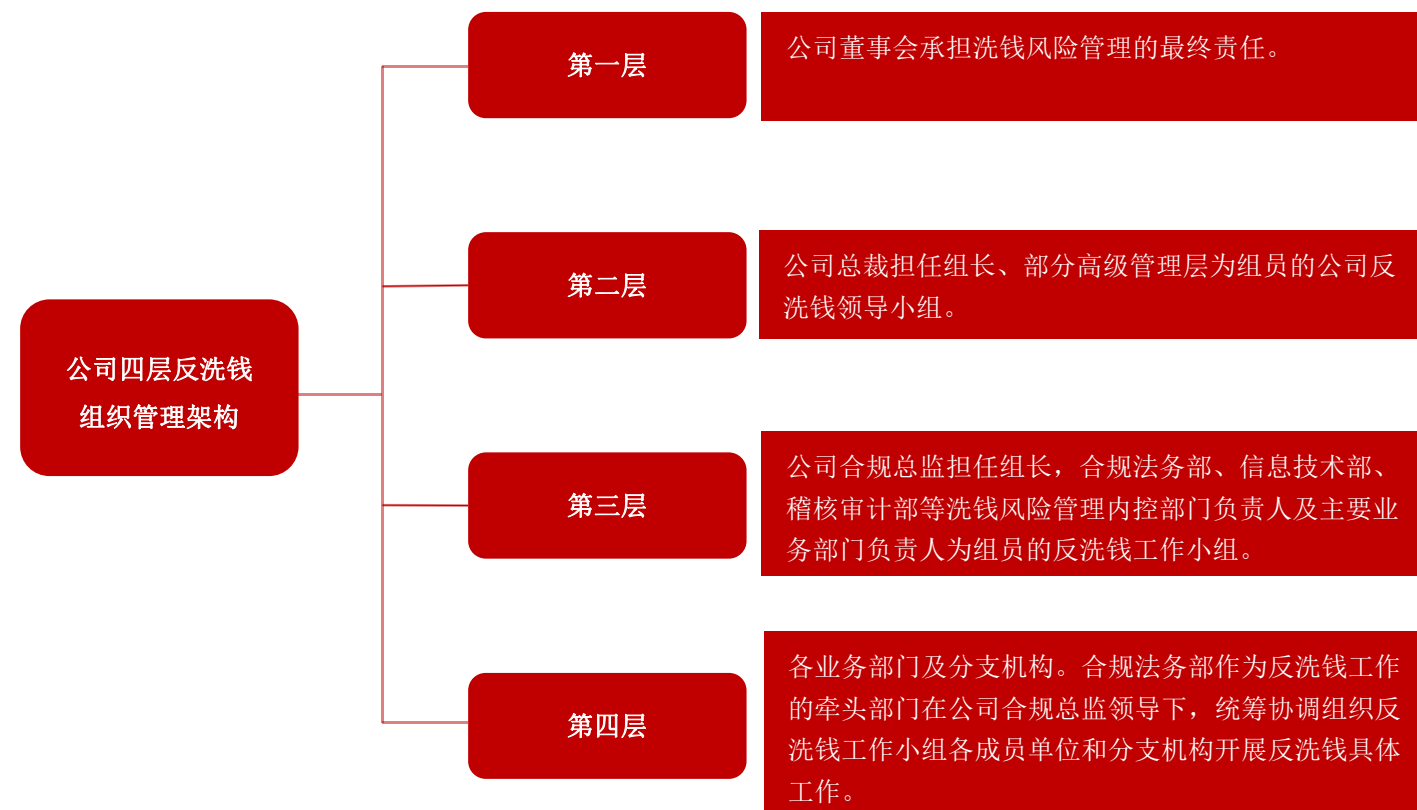 公司四层反洗钱
组织管理架构
第一层
公司董事会承担洗钱风险管理的最终责任。
第二层
公司总裁担任组长、部分高级管理层为组员的公司反
洗钱领导小组。
第三层
公司合规总监担任组长，合规法务部、信息技术部、
稽核审计部等洗钱风险管理内控部门负责人及主要业
务部门负责人为组员的反洗钱工作小组。
第四层
各业务部门及分支机构。合规法务部作为反洗钱工作
的牵头部门在公司合规总监领导下，统筹协调组织反
洗钱工作小组各成员单位和分支机构开展反洗钱具体
工作。